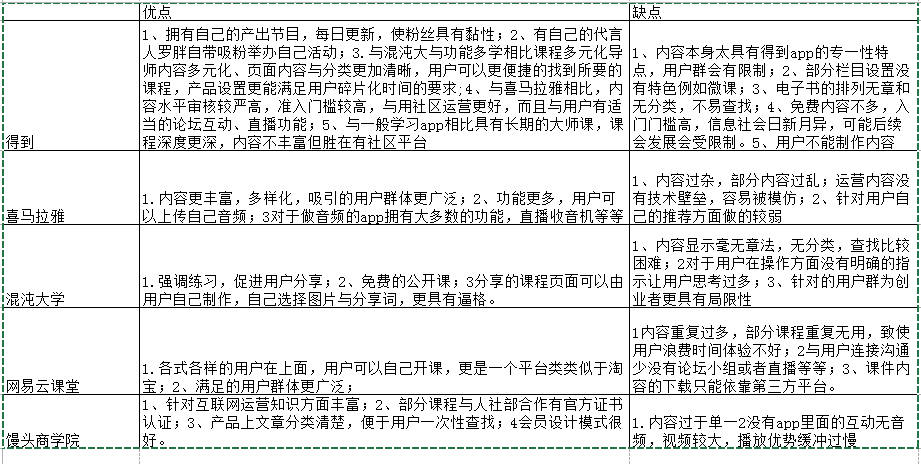 优点
缺点
得到
1、拥有自己的产出节目，每日更新，使粉丝具有黏性；2、有自己的代言
人罗胖自带吸粉举办自己活动；3.与混沌大与功能多学相比课程多元化导
师内容多元化、页面内容与分类更加清晰，用户可以更便捷的找到所要的
课程，产品设置更能满足用户碎片化时间的要求;4、与喜马拉雅相比，内
容水平审核较严高，准入门槛较高，与用社区运营更好，而且与用户有适
当的论坛互动、直播功能；5、与一般学习app相比具有长期的大师课，课
程深度更深，内容不丰富但胜在有社区平台
1、内容本身太具有得到app的专一性特
点，用户群会有限制；2、部分栏目设置没
有特色例如微课；3、电子书的排列无章和
无分类，不易查找；4、免费内容不多，入
门门槛高，信息社会日新月异，可能后续
会发展会受限制。5、用户不能制作内容
喜马拉雅
1.内容更丰富，多样化，吸引的用户群体更广泛；2、功能更多，用户可
以上传自己音频；3对于做音频的app拥有大多数的功能，直播收音机等等
1、内容过杂，部分内容过乱；运营内容没
有技术壁垒，容易被模仿；2、针对用户自
己的推荐方面做的较弱
混沌大学
1.强调练习，促进用户分享；2、免费的公开课；3分享的课程页面可以由
用户自己制作，自己选择图片与分享词，更具有逼格。
1、内容显示毫无章法，无分类，查找比较
困难；2对于用户在操作方面没有明确的指
示让用户思考过多；3、针对的用户群为创
业者更具有局限性
网易云课堂
1.各式各样的用户在上面，用户可以自己开课，更是一个平台类类似于淘
宝；2、满足的用户群体更广泛；
1内容重复过多，部分课程重复无用，致使
用户浪费时间体验不好；2与用户连接沟通
少没有论坛小组或者直播等等；3、课件内
容的下载只能依靠第三方平台。
馒头商学院
1、针对互联网运营知识方面丰富；2、部分课程与人社部合作有官方证书
认证；3、产品上文章分类清楚，便于用户一次性查找；4会员设计模式很
好。
1.内容过于单一2没有app里面的互动无音
频，视频较大，播放优势缓冲过慢